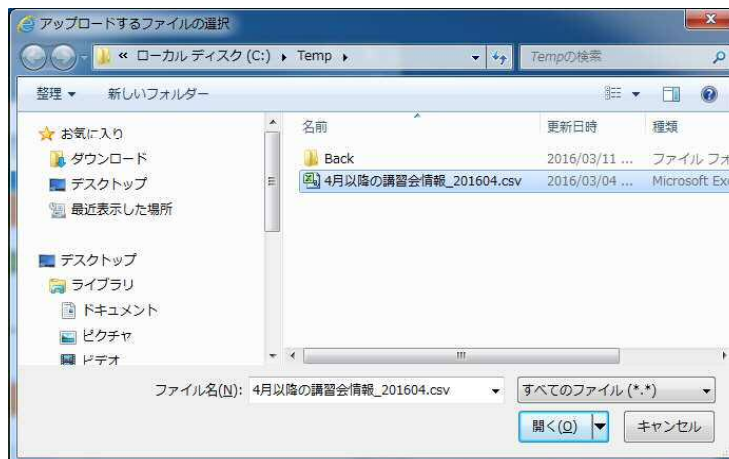 アップロードするファイルの選択
« ローカル ディスク (C:) ▸ Temp ▸
Tempの検索
整理 ▾ 新しいフォルダー
名前 更新日時 種類
Back 2016/03/11 ... ファイル フォ
4月以降の講習会情報_201604.csv 2016/03/04 ... Microsoft Exc
お気に入り
ダウンロード
デスクトップ
最近表示した場所
デスクトップ
ライブラリ
ドキュメント
ピクチャ
ビデオ
ファイル名(N): 4月以降の講習会情報_201604.csv
すべてのファイル (*.*)
開く(O)
キャンセル